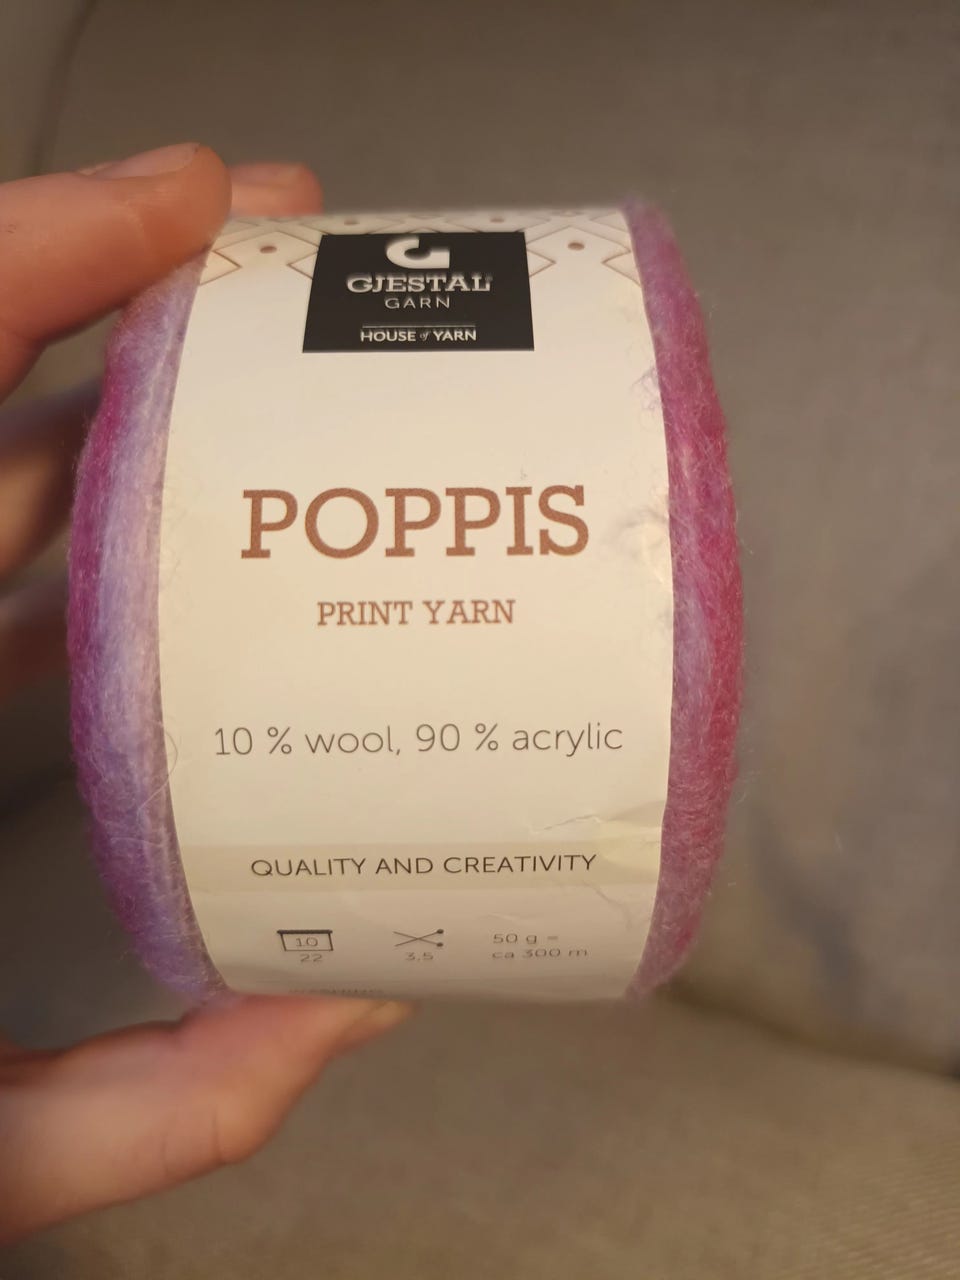 GJESTAL®
GARN
HOUSE of YARN
POPPIS
PRINT YARN
10 % wool, 90 % acrylic
QUALITY AND CREATIVITY
10
22
3.5
50 g =
ca 300 m